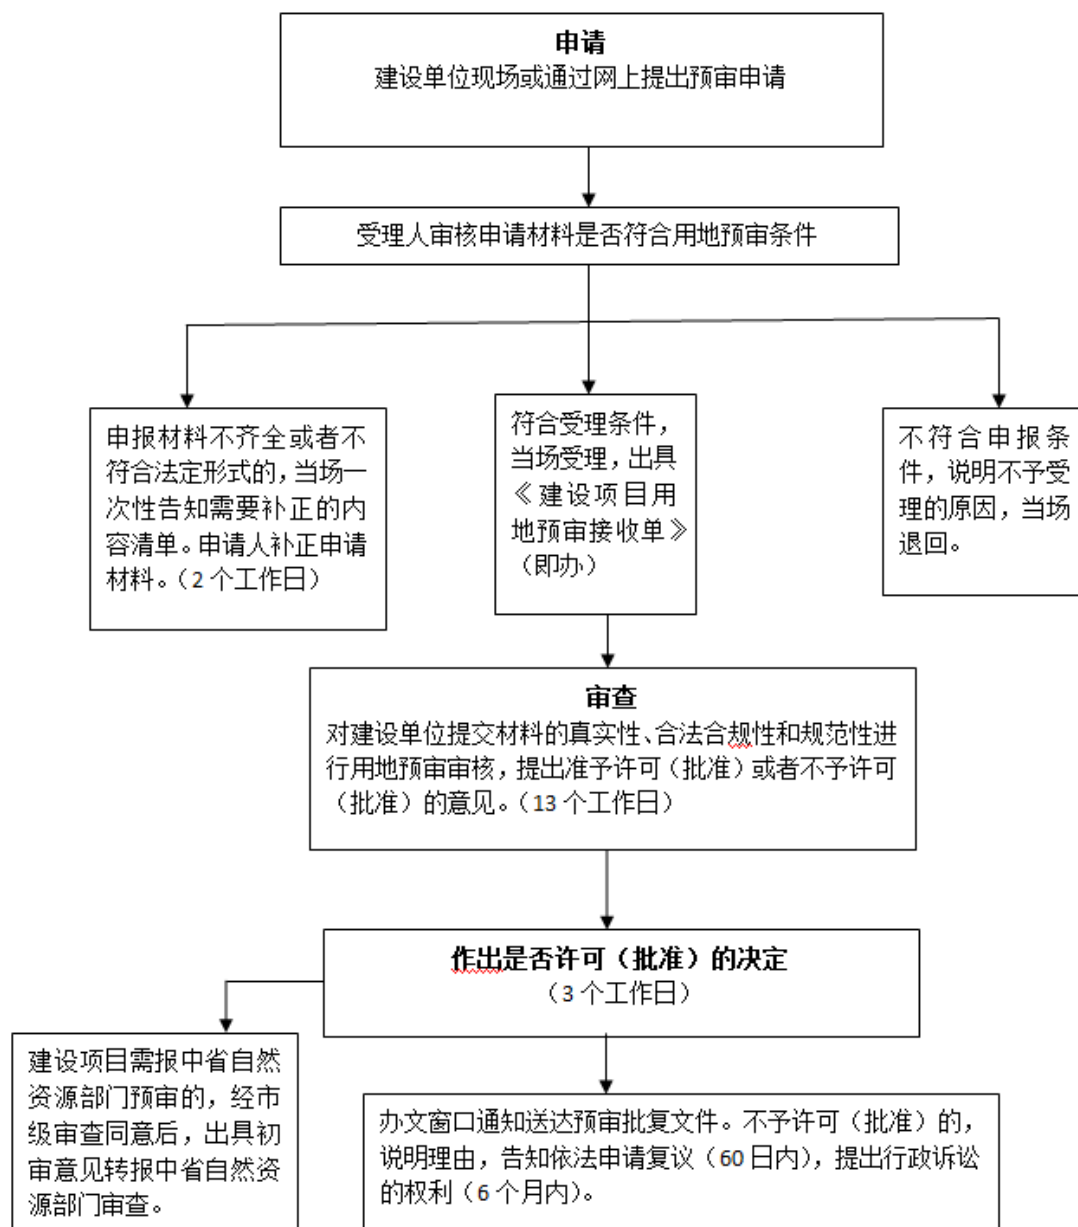 申请
建设单位现场或通过网上提出预审申请
受理人审核申请材料是否符合用地预审条件
申报材料不齐全或者不
符合法定形式的，当场一
次性告知需要补正的内
容清单。申请人补正申请
材料。（2 个工作日）
符合受理条件，
当场受理，出具
《建设项目用
地预审接收单》
（即办）
不符合申报条
件，说明不予受
理的原因，当场
退回。
审查
对建设单位提交材料的真实性、合法合规性和规范性进
行用地预审审核，提出准予许可（批准）或者不予许可
（批准）的意见。（13 个工作日）
作出是否许可（批准）的决定
（3 个工作日）
建设项目需报中省自然
资源部门预审的，经市
级审查同意后，出具初
审意见转报中省自然资
源部门审查。
办文窗口通知送达预审批复文件。不予许可（批准）的，
说明理由，告知依法申请复议（60 日内），提出行政诉讼
的权利（6 个月内）。